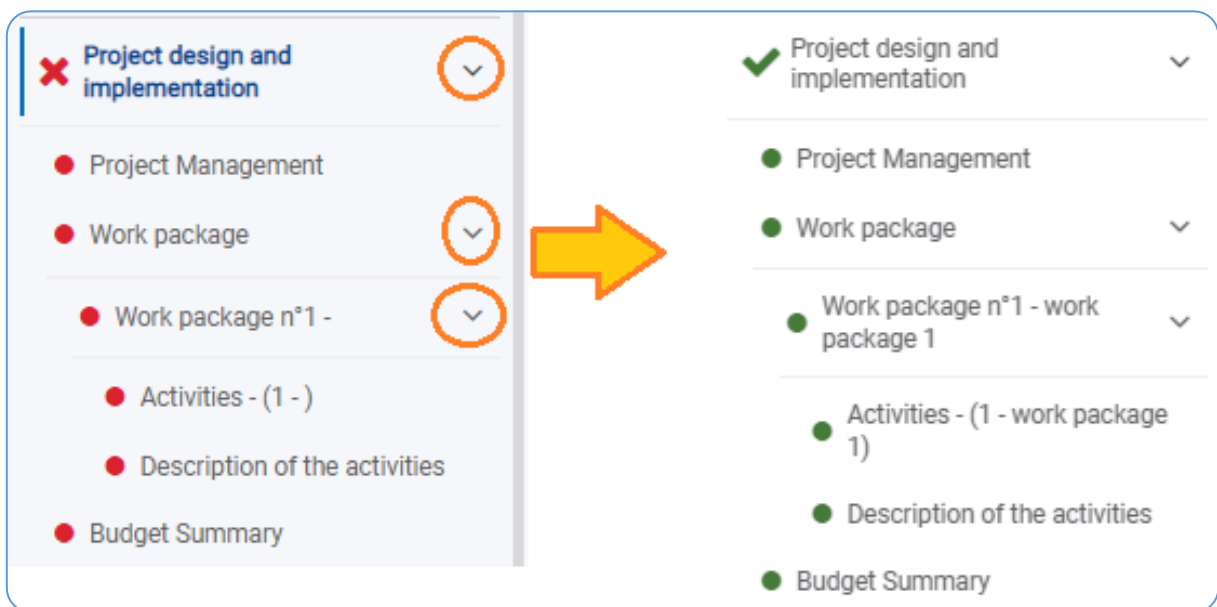 Project design and
implementation
Project Management
Work package
Work package n°1 -
Activities - (1 - )
Description of the activities
Budget Summary
Project design and
implementation
Project Management
Work package
Work package n°1 - work
package 1
Activities - (1 - work package
1)
Description of the activities
Budget Summary